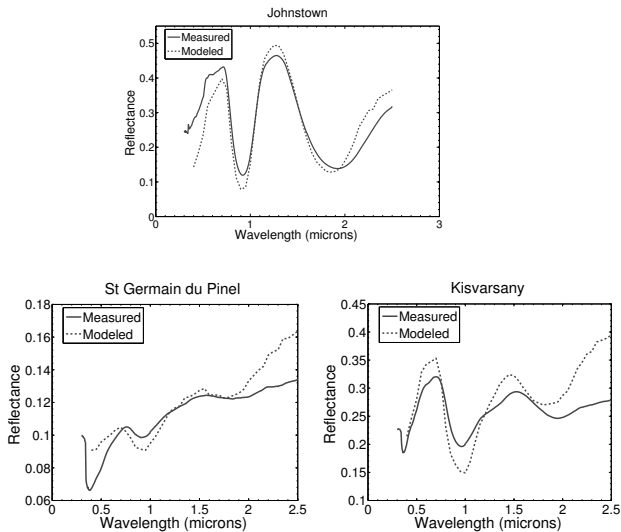 Johnstown
Measured
Modeled
Reflectance
0.5
0.4
0.3
0.2
0.1
0
0 1 2 3
Wavelength (microns)
St Germain du Pinel
Measured
Modeled
Reflectance
0.18
0.16
0.14
0.12
0.1
0.08
0.06
0 0.5 1 1.5 2 2.5
Wavelength (microns)
Kisvarsany
Measured
Modeled
Reflectance
0.45
0.4
0.35
0.3
0.25
0.2
0.15
0.1
0 0.5 1 1.5 2 2.5
Wavelength (microns)